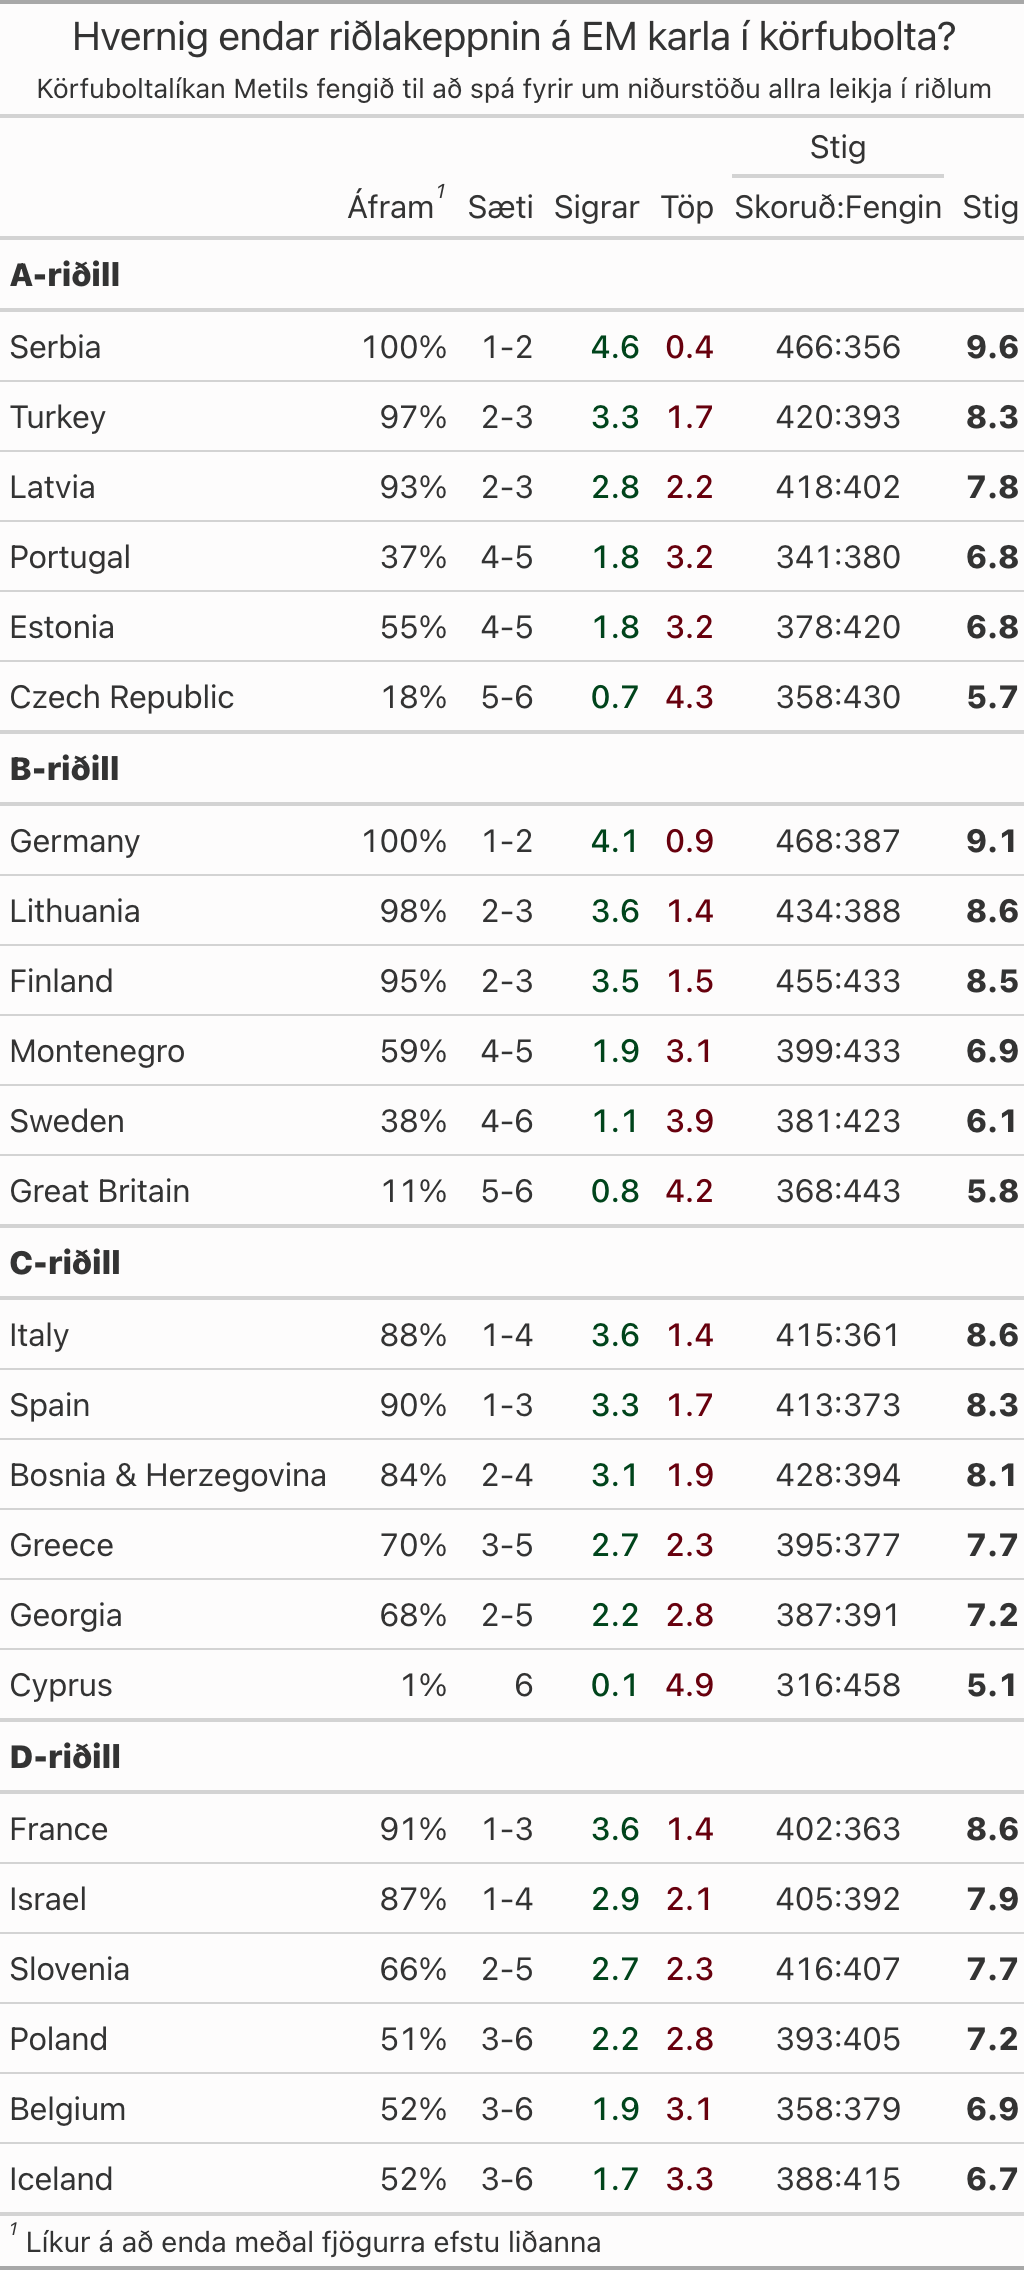 Hvernig endar riðlakeppnin á EM karla í körfubolta?
Körfuboltalíkan Metils fengið til að spá fyrir um niðurstöðu allra leikja í riðlum
Stig
Áfram¹ Sæti Sigrar Töp Skoruð:Fengin Stig
A-riðill
Serbia 100% 1-2 4.6 0.4 466:356 9.6
Turkey 97% 2-3 3.3 1.7 420:393 8.3
Latvia 93% 2-3 2.8 2.2 418:402 7.8
Portugal 37% 4-5 1.8 3.2 341:380 6.8
Estonia 55% 4-5 1.8 3.2 378:420 6.8
Czech Republic 18% 5-6 0.7 4.3 358:430 5.7
B-riðill
Germany 100% 1-2 4.1 0.9 468:387 9.1
Lithuania 98% 2-3 3.6 1.4 434:388 8.6
Finland 95% 2-3 3.5 1.5 455:433 8.5
Montenegro 59% 4-5 1.9 3.1 399:433 6.9
Sweden 38% 4-6 1.1 3.9 381:423 6.1
Great Britain 11% 5-6 0.8 4.2 368:443 5.8
C-riðill
Italy 88% 1-4 3.6 1.4 415:361 8.6
Spain 90% 1-3 3.3 1.7 413:373 8.3
Bosnia & Herzegovina 84% 2-4 3.1 1.9 428:394 8.1
Greece 70% 3-5 2.7 2.3 395:377 7.7
Georgia 68% 2-5 2.2 2.8 387:391 7.2
Cyprus 1% 6 0.1 4.9 316:458 5.1
D-riðill
France 91% 1-3 3.6 1.4 402:363 8.6
Israel 87% 1-4 2.9 2.1 405:392 7.9
Slovenia 66% 2-5 2.7 2.3 416:407 7.7
Poland 51% 3-6 2.2 2.8 393:405 7.2
Belgium 52% 3-6 1.9 3.1 358:379 6.9
Iceland 52% 3-6 1.7 3.3 388:415 6.7
¹ Líkur á að enda meðal fjögurra efstu liðanna